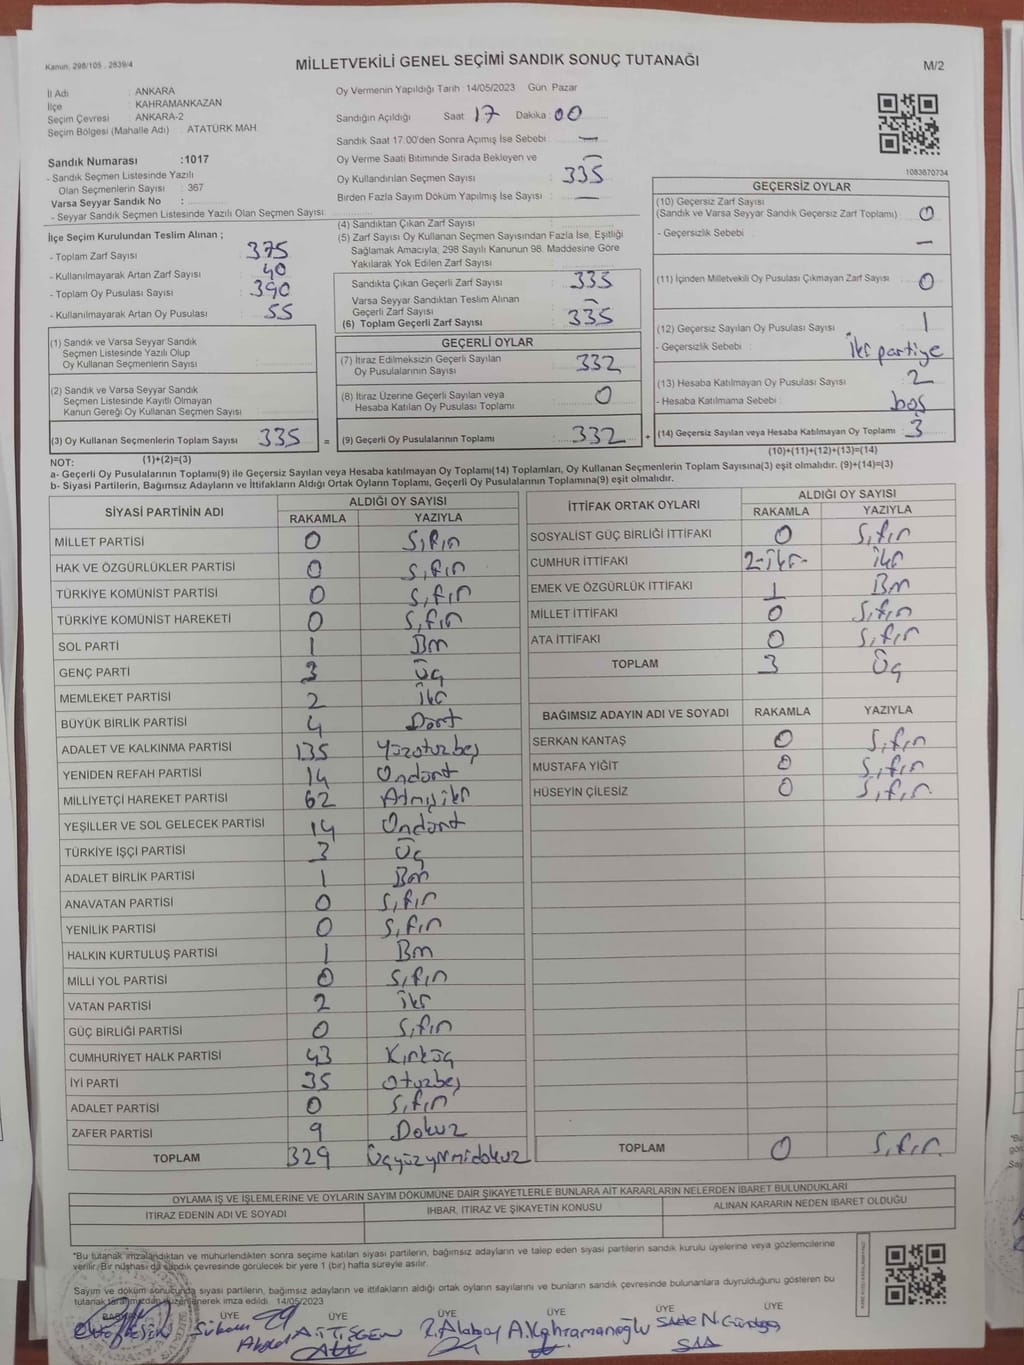 Kanun: 298/105 , 2839/4
MİLLETVEKİLİ GENEL SEÇİMİ SANDIK SONUÇ TUTANAĞI
M/2
İl Adı : ANKARA
İlçe : KAHRAMANKAZAN
Seçim Çevresi : ANKARA-2
Seçim Bölgesi (Mahalle Adı) : ATATÜRK MAH.
Sandık Numarası :1017
- Sandık Seçmen Listesinde Yazılı
Olan Seçmenlerin Sayısı : 367
Varsa Seyyar Sandık No :
- Seyyar Sandık Seçmen Listesinde Yazılı Olan Seçmen Sayısı :
Oy Vermenin Yapıldığı Tarih 14/05/2023 Gün Pazar
Sandığın Açıldığı Saat 17 Dakika : 00
Sandık Saat 17:00'den Sonra Açılmış İse Sebebi : —
Oy Verme Saati Bitiminde Sırada Bekleyen ve
Oy Kullandırılan Seçmen Sayısı : 335
Birden Fazla Sayım Döküm Yapılmış İse Sayısı : —
1083670734
İlçe Seçim Kurulundan Teslim Alınan ;
- Toplam Zarf Sayısı : 375
- Kullanılmayarak Artan Zarf Sayısı : 40
- Toplam Oy Pusulası Sayısı : 390
- Kullanılmayarak Artan Oy Pusulası : 55
(4) Sandıktan Çıkan Zarf Sayısı :
(5) Zarf Sayısı Oy Kullanan Seçmen Sayısından Fazla İse, Eşitliği
Sağlamak Amacıyla, 298 Sayılı Kanunun 98. Maddesine Göre
Yakılarak Yok Edilen Zarf Sayısı :
Sandıkta Çıkan Geçerli Zarf Sayısı : 335
Varsa Seyyar Sandıktan Teslim Alınan
Geçerli Zarf Sayısı : —
(6) Toplam Geçerli Zarf Sayısı : 335
GEÇERSİZ OYLAR
(10) Geçersiz Zarf Sayısı
(Sandık ve Varsa Seyyar Sandık Geçersiz Zarf Toplamı) : 0
- Geçersizlik Sebebi : —
(11) İçinden Milletvekili Oy Pusulası Çıkmayan Zarf Sayısı : 0
(12) Geçersiz Sayılan Oy Pusulası Sayısı : 1
- Geçersizlik Sebebi : iki partiye
(13) Hesaba Katılmayan Oy Pusulası Sayısı : 2
- Hesaba Katılmama Sebebi : boş
(14) Geçersiz Sayılan veya Hesaba Katılmayan Oy Toplamı : 3
(10)+(11)+(12)+(13)=(14)
(1) Sandık ve Varsa Seyyar Sandık
Seçmen Listesinde Yazılı Olup
Oy Kullanan Seçmenlerin Sayısı :
(2) Sandık ve Varsa Seyyar Sandık
Seçmen Listesinde Kayıtlı Olmayan
Kanun Gereği Oy Kullanan Seçmen Sayısı :
(3) Oy Kullanan Seçmenlerin Toplam Sayısı : 335 =
(1)+(2)=(3)
GEÇERLİ OYLAR
(7) İtiraz Edilmeksizin Geçerli Sayılan
Oy Pusulalarının Sayısı : 332
(8) İtiraz Üzerine Geçerli Sayılan veya
Hesaba Katılan Oy Pusulası Toplamı : 0
(9) Geçerli Oy Pusulalarının Toplamı : 332 +
NOT:
a- Geçerli Oy Pusulalarının Toplamı(9) ile Geçersiz Sayılan veya Hesaba katılmayan Oy Toplamı(14) Toplamları, Oy Kullanan Seçmenlerin Toplam Sayısına(3) eşit olmalıdır. (9)+(14)=(3)
b- Siyasi Partilerin, Bağımsız Adayların ve İttifakların Aldığı Ortak Oyların Toplamı, Geçerli Oy Pusulalarının Toplamına(9) eşit olmalıdır.
SİYASİ PARTİNİN ADI ALDIĞI OY SAYISI
RAKAMLA YAZIYLA
MİLLET PARTİSİ 0 Sıfır
HAK VE ÖZGÜRLÜKLER PARTİSİ 0 Sıfır
TÜRKİYE KOMÜNİST PARTİSİ 0 Sıfır
TÜRKİYE KOMÜNİST HAREKETİ 0 Sıfır
SOL PARTİ 1 Bir
GENÇ PARTİ 3 Üç
MEMLEKET PARTİSİ 2 İki
BÜYÜK BİRLİK PARTİSİ 4 Dört
ADALET VE KALKINMA PARTİSİ 135 Yüzotuzbeş
YENİDEN REFAH PARTİSİ 14 Ondört
MİLLİYETÇİ HAREKET PARTİSİ 62 Atmışiki
YEŞİLLER VE SOL GELECEK PARTİSİ 14 Ondört
TÜRKİYE İŞÇİ PARTİSİ 3 Üç
ADALET BİRLİK PARTİSİ 1 Bir
ANAVATAN PARTİSİ 0 Sıfır
YENİLİK PARTİSİ 0 Sıfır
HALKIN KURTULUŞ PARTİSİ 1 Bir
MİLLİ YOL PARTİSİ 0 Sıfır
VATAN PARTİSİ 2 iki
GÜÇ BİRLİĞİ PARTİSİ 0 Sıfır
CUMHURİYET HALK PARTİSİ 43 Kırküç
İYİ PARTİ 35 Otuzbeş
ADALET PARTİSİ 0 Sıfır
ZAFER PARTİSİ 9 Dokuz
TOPLAM 329 Üçyüzyirmidokuz
İTTİFAK ORTAK OYLARI ALDIĞI OY SAYISI
RAKAMLA YAZIYLA
SOSYALİST GÜÇ BİRLİĞİ İTTİFAKI 0 Sıfır
CUMHUR İTTİFAKI 2-iki- iki
EMEK VE ÖZGÜRLÜK İTTİFAKI 1 Bir
MİLLET İTTİFAKI 0 Sıfır
ATA İTTİFAKI 0 Sıfır
TOPLAM 3 Üç
BAĞIMSIZ ADAYIN ADI VE SOYADI RAKAMLA YAZIYLA
SERKAN KANTAŞ 0 Sıfır
MUSTAFA YİĞİT 0 Sıfır
HÜSEYİN ÇİLESİZ 0 Sıfır.
TOPLAM 0 Sıfır.
OYLAMA İŞ VE İŞLEMLERİNE VE OYLARIN SAYIM DÖKÜMÜNE DAİR ŞİKAYETLERLE BUNLARA AİT KARARLARIN NELERDEN İBARET BULUNDUKLARI
İTİRAZ EDENİN ADI VE SOYADI İHBAR, İTİRAZ VE ŞİKAYETİN KONUSU ALINAN KARARIN NEDEN İBARET OLDUĞU
*Bu tutanak imzalandıktan ve mühürlendikten sonra seçime katılan siyasi partilerin, bağımsız adayların ve talep eden siyasi partilerin sandık kurulu üyelerine veya gözlemcilerine
verilir. Bir nüshası da sandık çevresinde görülecek bir yere 1 (bir) hafta süreyle asılır.
Sayım ve döküm sonucunda siyasi partilerin, bağımsız adayların ve ittifakların aldığı ortak oyların sayılarını ve bunların sandık çevresinde bulunanlara duyrulduğunu gösteren bu
tutanak tarafımızdan düzenlenerek imza edildi. 14/05/2023
BAŞKAN ÜYE ÜYE ÜYE ÜYE ÜYE ÜYE
A.Kahramanoğlu